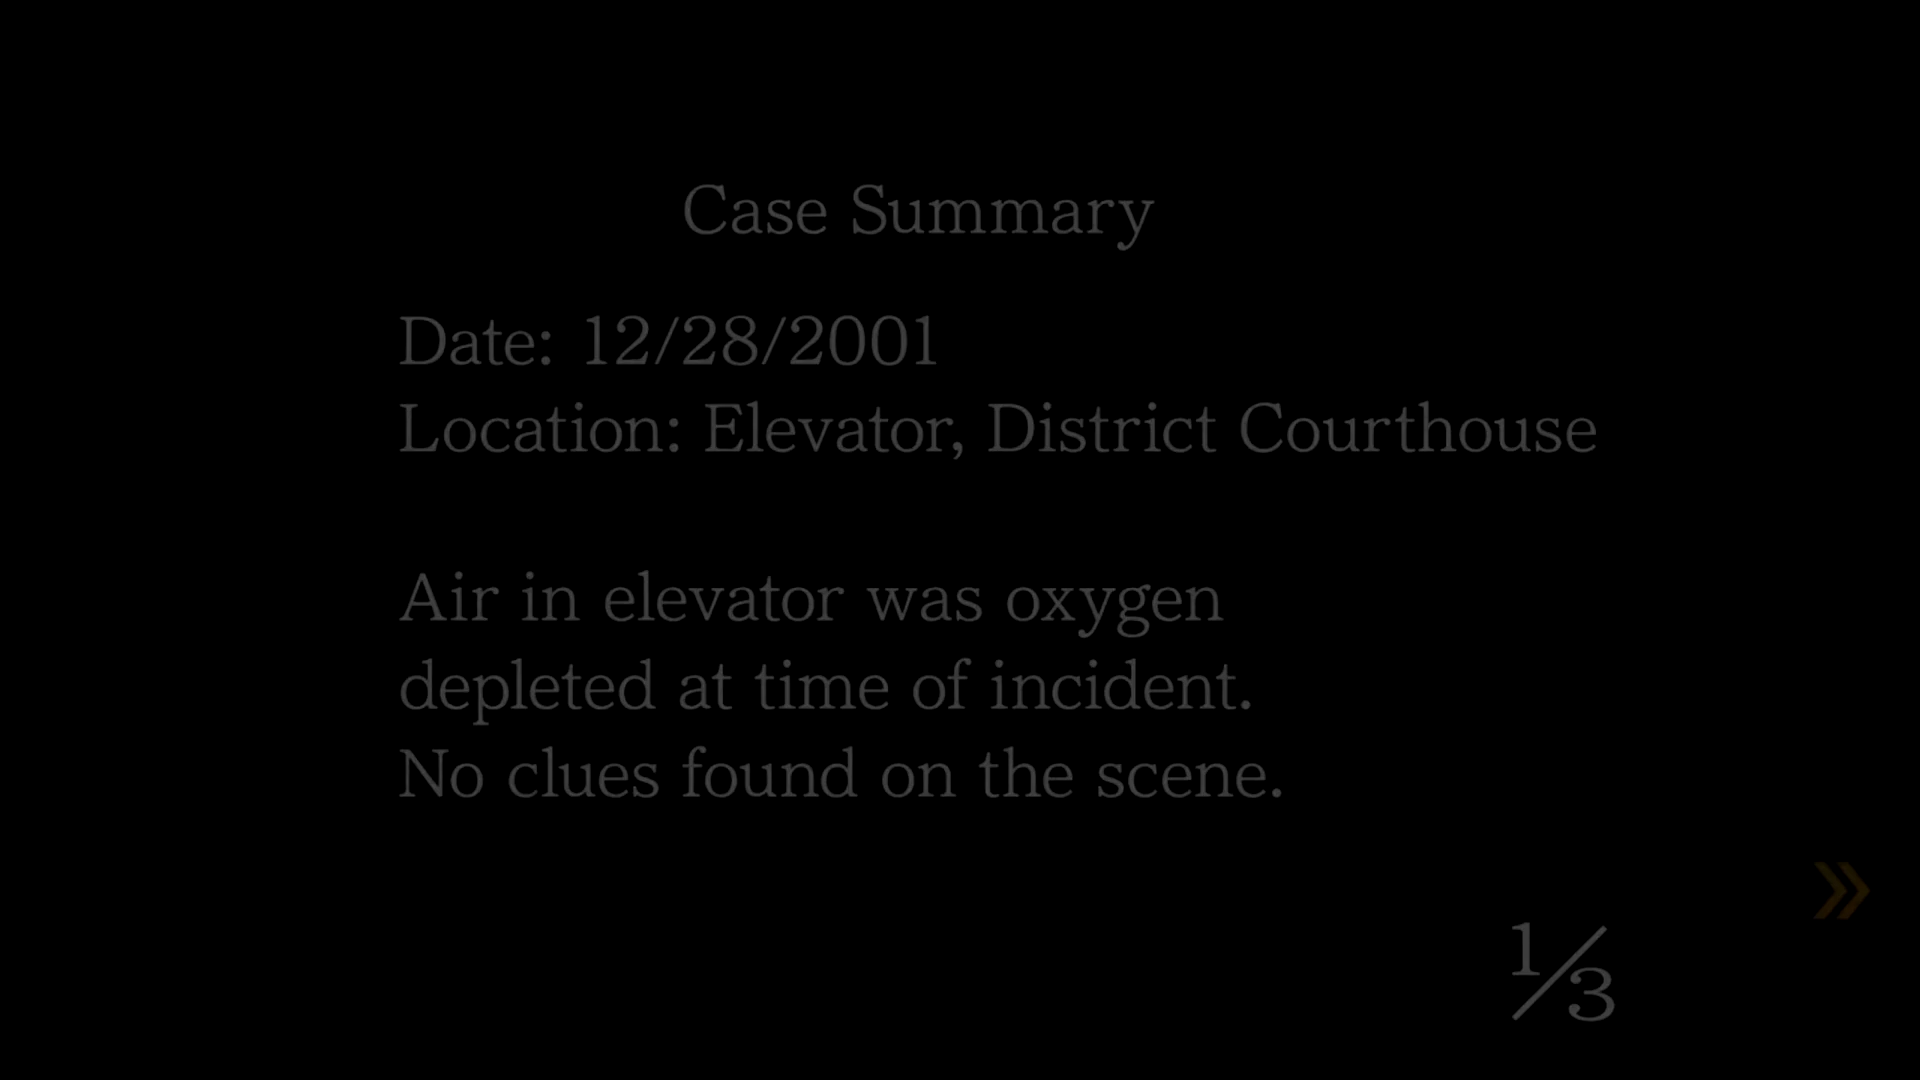 Case Summary
Date: 12/28/2001
Location: Elevator, District Courthouse
Air in elevator was oxygen
depleted at time of incident.
No clues found on the scene.
1/3